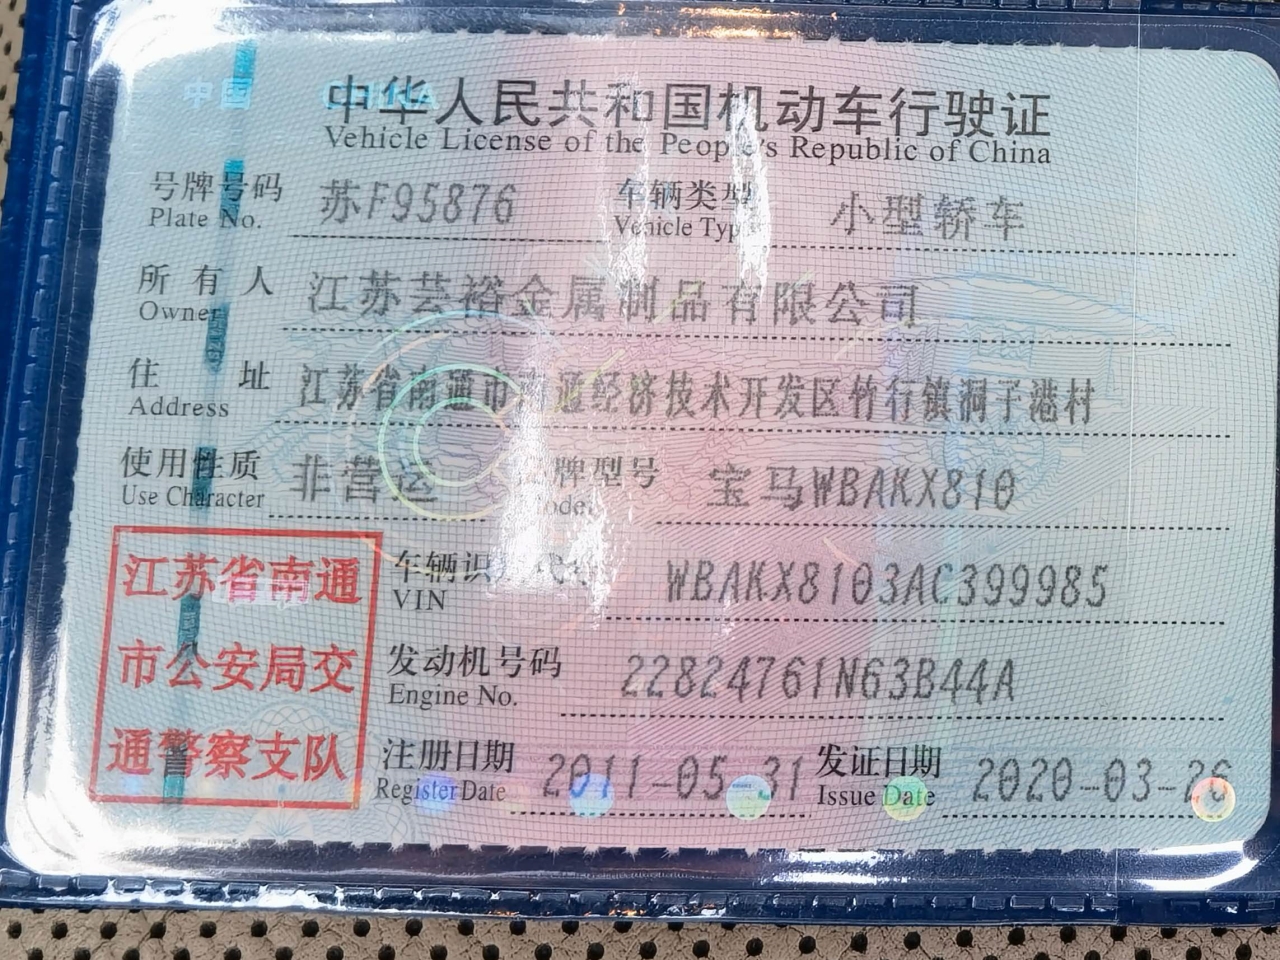 中国 CHINA
中华人民共和国机动车行驶证
Vehicle License of the People's Republic of China
号牌号码 苏F95876 车辆类型 小型轿车
Plate No. Vehicle Type
所有人 江苏芸裕金属制品有限公司
Owner
住址 江苏省南通市南通经济技术开发区竹行镇洞子港村
Address
使用性质 非营运 牌型号 宝马WBAKX810
Use Character odel
江苏省南通
市公安局交
通警察支队
车辆识 代 WBAKX8103AC399985
VIN
发动机号码 22824761N63B44A
Engine No.
注册日期 2011-05-31 发证日期 2020-03-26
Register Date Issue Date